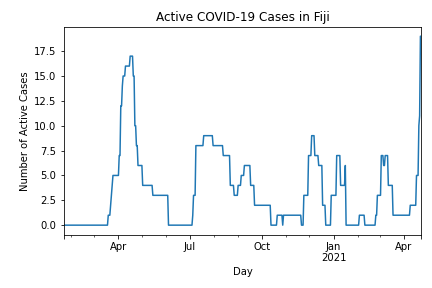 Active COVID-19 Cases in Fiji
Number of Active Cases
17.5
15.0
12.5
10.0
7.5
5.0
2.5
0.0
Apr Jul Oct Jan Apr
2021
Day